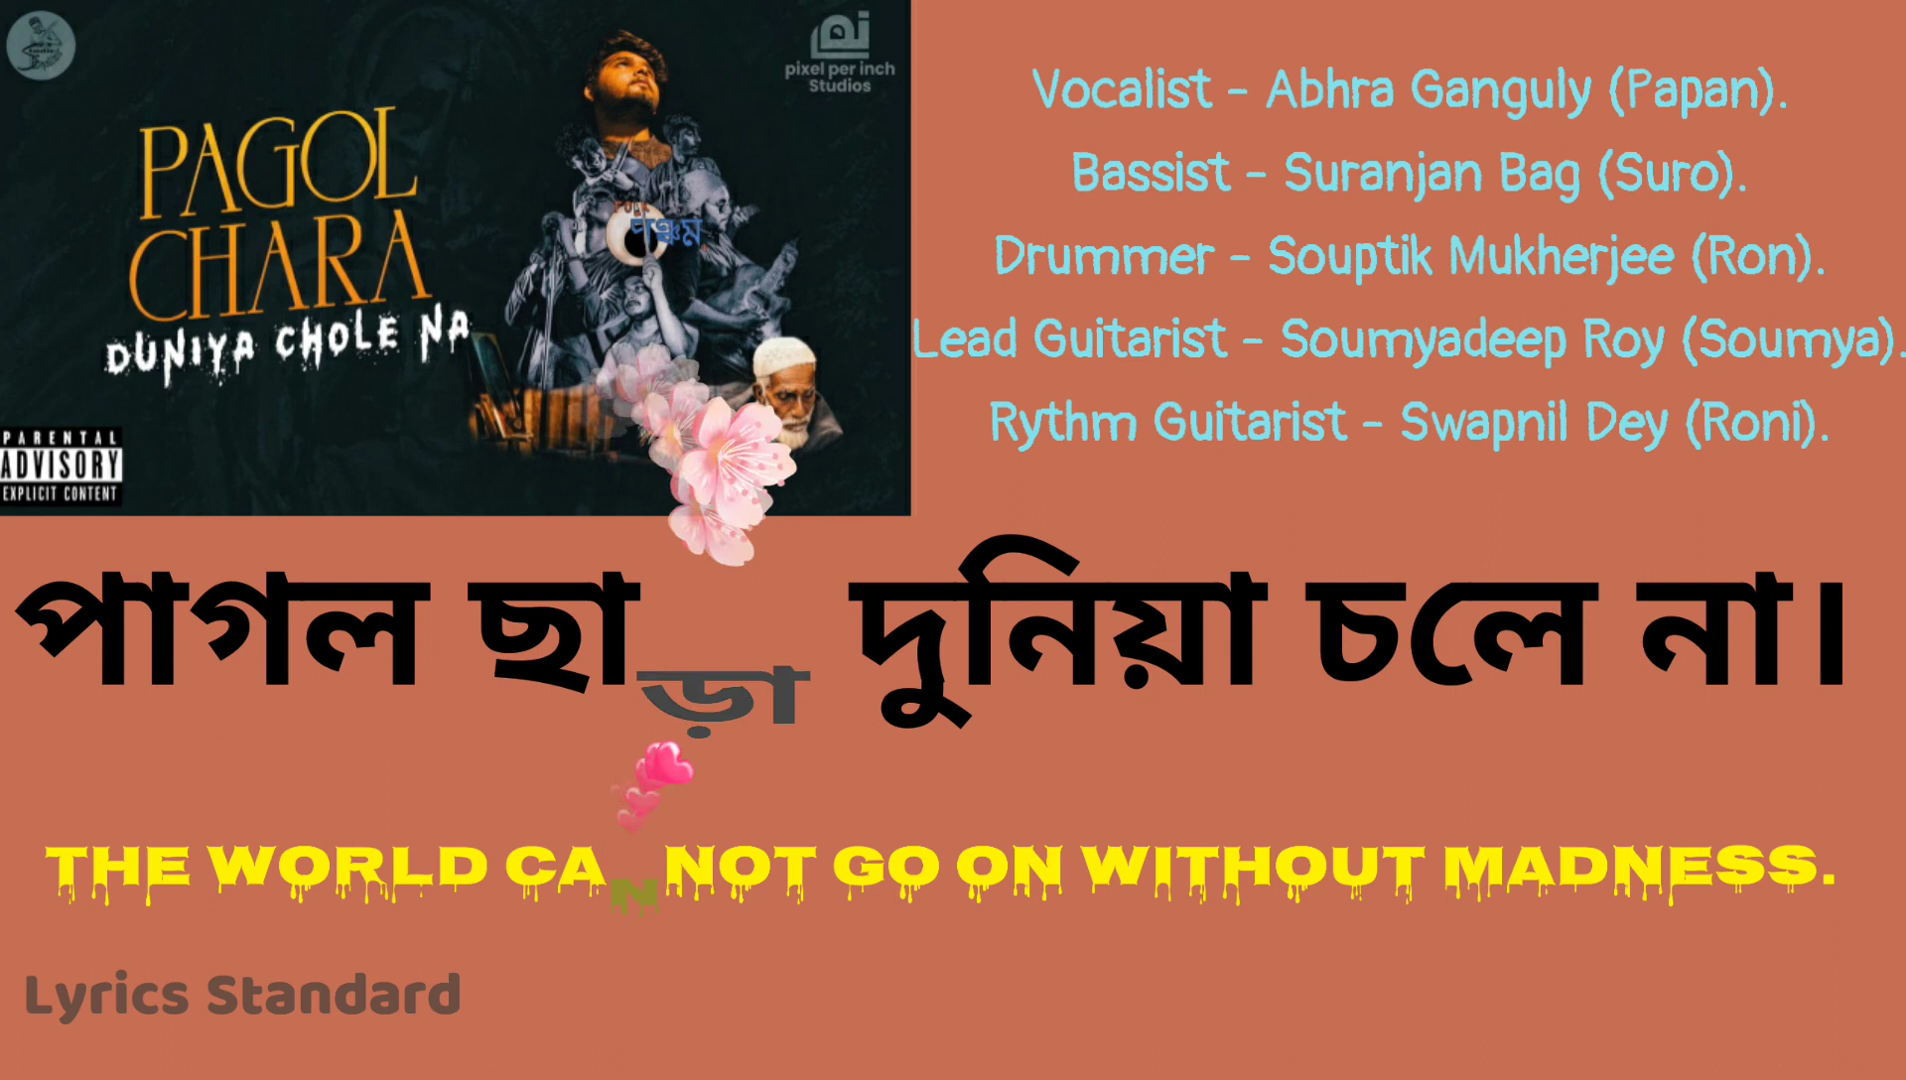 pixel per inch
Studios
PAGOL
CHARA
DUNIYA CHOLE NA
পঞ্চম
PARENTAL
ADVISORY
EXPLICIT CONTENT
Vocalist - Abhra Ganguly (Papan).
Bassist - Suranjan Bag (Suro).
Drummer - Souptik Mukherjee (Ron).
Lead Guitarist - Soumyadeep Roy (Soumya).
Rythm Guitarist - Swapnil Dey (Roni).
পাগল ছাড়া দুনিয়া চলে না।
THE WORLD CANNOT GO ON WITHOUT MADNESS.
Lyrics Standard